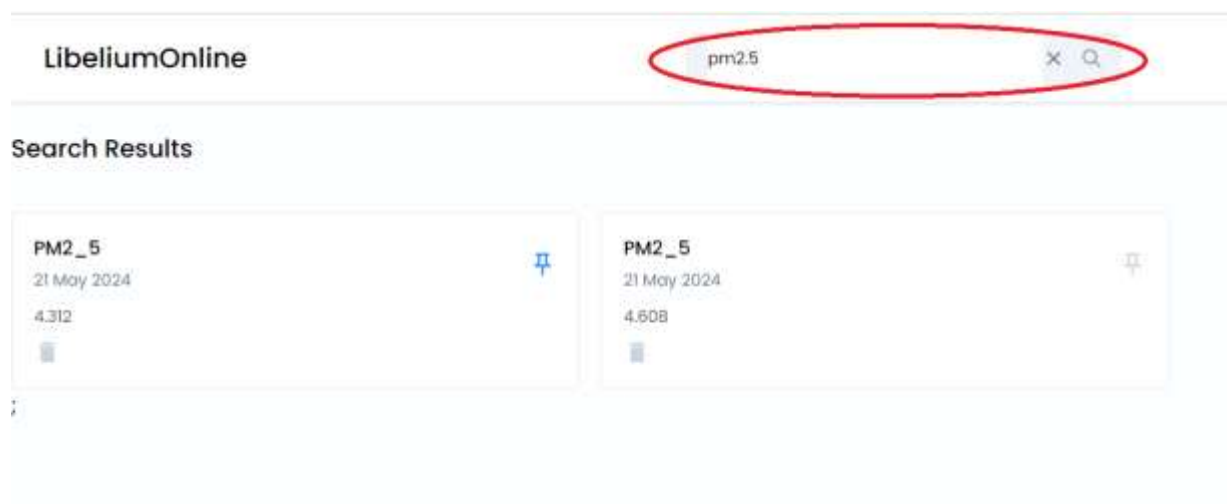 LibeliumOnline
pm2.5
Search Results
PM2_5
21 May 2024
4.312
PM2_5
21 May 2024
4.608
;